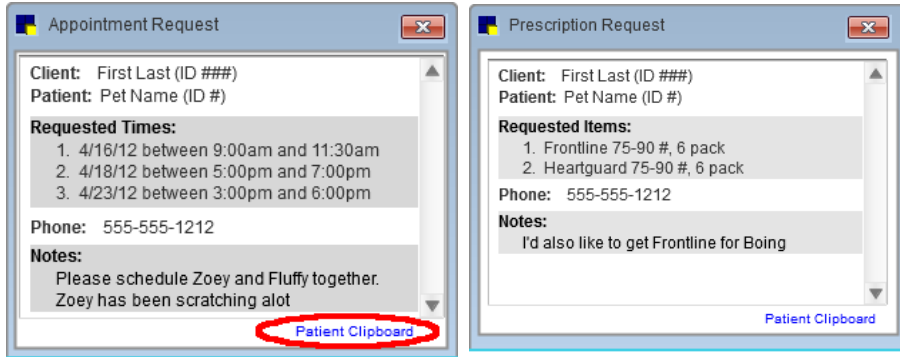 Appointment Request
Client: First Last (ID ###)
Patient: Pet Name (ID #)
Requested Times:
1. 4/16/12 between 9:00am and 11:30am
2. 4/18/12 between 5:00pm and 7:00pm
3. 4/23/12 between 3:00pm and 6:00pm
Phone: 555-555-1212
Notes:
Please schedule Zoey and Fluffy together.
Zoey has been scratching alot
Patient Clipboard
Prescription Request
Client: First Last (ID ###)
Patient: Pet Name (ID #)
Requested Items:
1. Frontline 75-90 #, 6 pack
2. Heartguard 75-90 #, 6 pack
Phone: 555-555-1212
Notes:
I'd also like to get Frontline for Boing
Patient Clipboard